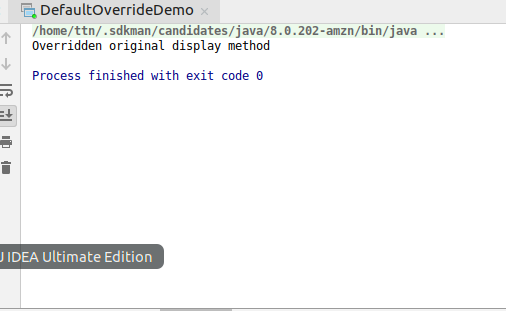 DefaultOverrideDemo
/home/ttn/.sdkman/candidates/java/8.0.202-amzn/bin/java ...
Overridden original display method
Process finished with exit code 0
IDEA Ultimate Edition